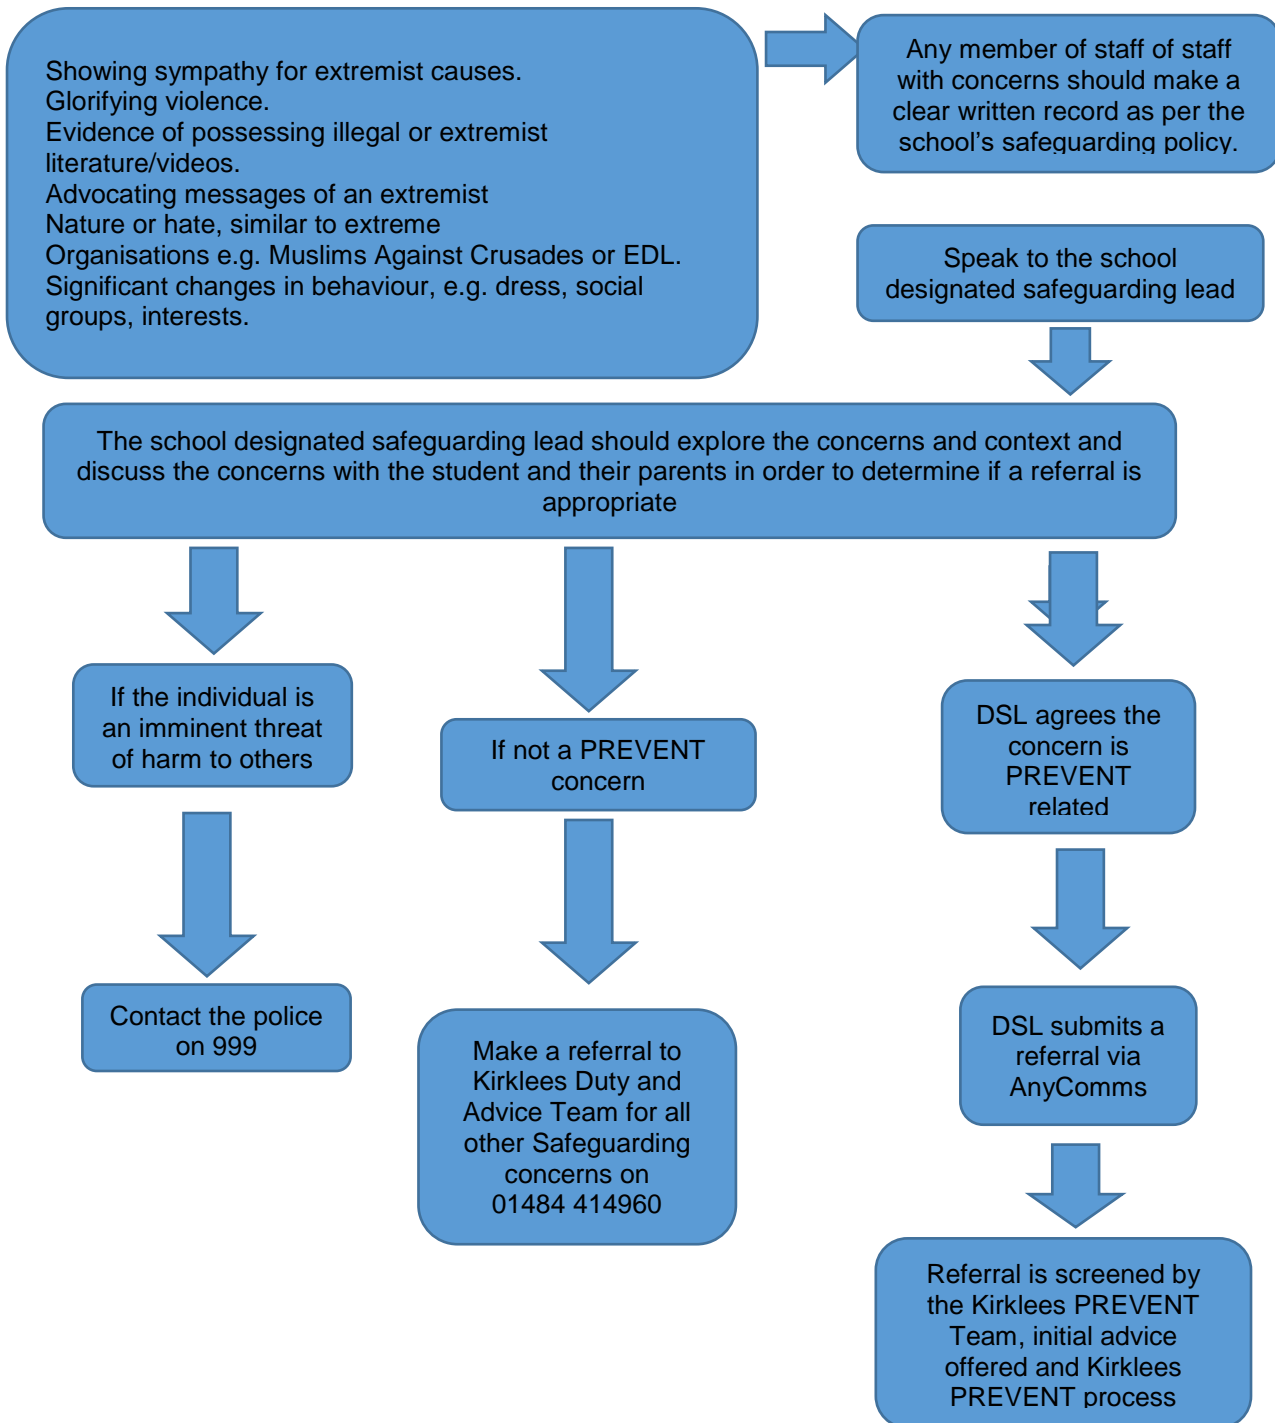 Showing sympathy for extremist causes.
Glorifying violence.
Evidence of possessing illegal or extremist
literature/videos.
Advocating messages of an extremist
Nature or hate, similar to extreme
Organisations e.g. Muslims Against Crusades or EDL.
Significant changes in behaviour, e.g. dress, social
groups, interests.
Any member of staff of staff
with concerns should make a
clear written record as per the
school’s safeguarding policy.
Speak to the school
designated safeguarding lead
The school designated safeguarding lead should explore the concerns and context and
discuss the concerns with the student and their parents in order to determine if a referral is
appropriate
If the individual is
an imminent threat
of harm to others
Contact the police
on 999
If not a PREVENT
concern
Make a referral to
Kirklees Duty and
Advice Team for all
other Safeguarding
concerns on
01484 414960
DSL agrees the
concern is
PREVENT
related
DSL submits a
referral via
AnyComms
Referral is screened by
the Kirklees PREVENT
Team, initial advice
offered and Kirklees
PREVENT process